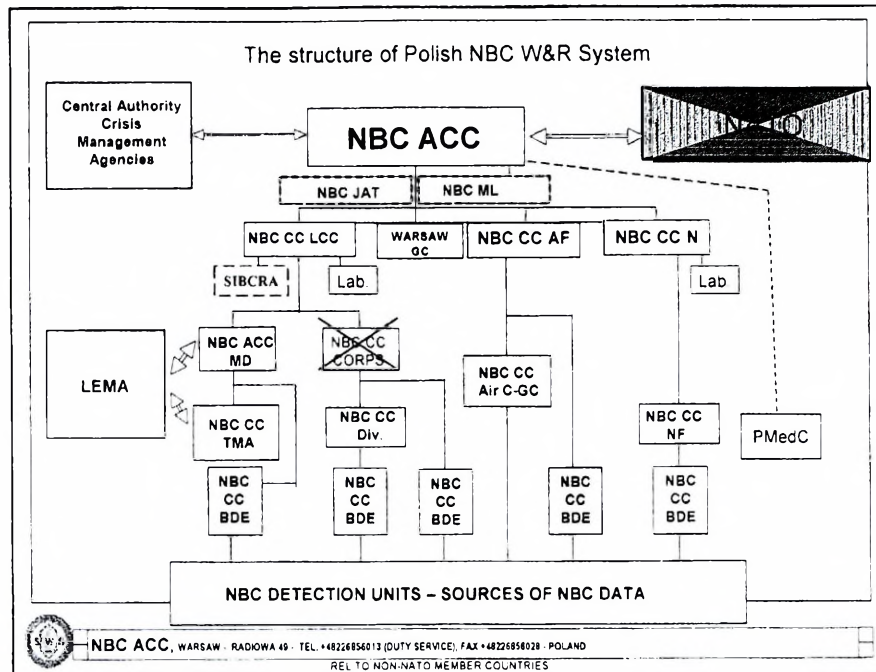 The structure of Polish NBC W&R System
Central Authority
Crisis
Management
Agencies
NBC ACC
NATO
NBC JAT
NBC ML
NBC CC LCC
WARSAW
GC
NBC CC AF
NBC CC N
SIBCRA
Lab.
Lab.
LEMA
NBC ACC
MD
NBC CC
CORPS
NBC CC
Air C-GC
NBC CC
TMA
NBC CC
Div.
NBC CC
NF
PMedC
NBC
CC
BDE
NBC
CC
BDE
NBC
CC
BDE
NBC
CC
BDE
NBC
CC
BDE
NBC DETECTION UNITS – SOURCES OF NBC DATA
NBC ACC, WARSAW - RADIOWA 49 - TEL. +48226856013 (DUTY SERVICE), FAX +48226856028 - POLAND
REL TO NON-NATO MEMBER COUNTRIES